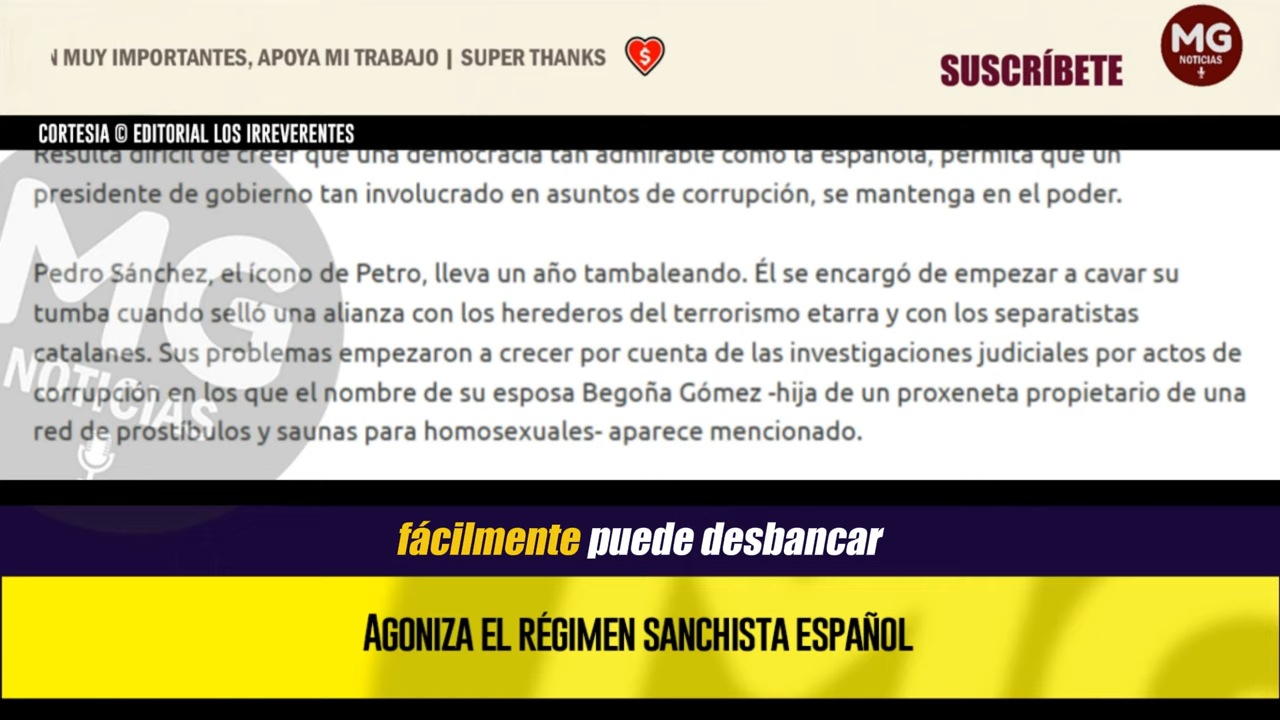 N MUY IMPORTANTES, APOYA MI TRABAJO | SUPER THANKS
SUSCRÍBETE
MG
NOTICIAS
CORTESIA © EDITORIAL LOS IRREVERENTES
Resulta difícil de creer que una democracia tan admirable como la española, permita que un
presidente de gobierno tan involucrado en asuntos de corrupción, se mantenga en el poder.
Pedro Sánchez, el ícono de Petro, lleva un año tambaleando. Él se encargó de empezar a cavar su
tumba cuando selló una alianza con los herederos del terrorismo etarra y con los separatistas
catalanes. Sus problemas empezaron a crecer por cuenta de las investigaciones judiciales por actos de
corrupción en los que el nombre de su esposa Begoña Gómez -hija de un proxeneta propietario de una
red de prostíbulos y saunas para homosexuales- aparece mencionado.
MG
NOTICIAS
fácilmente puede desbancar
AGONIZA EL RÉGIMEN SANCHISTA ESPAÑOL